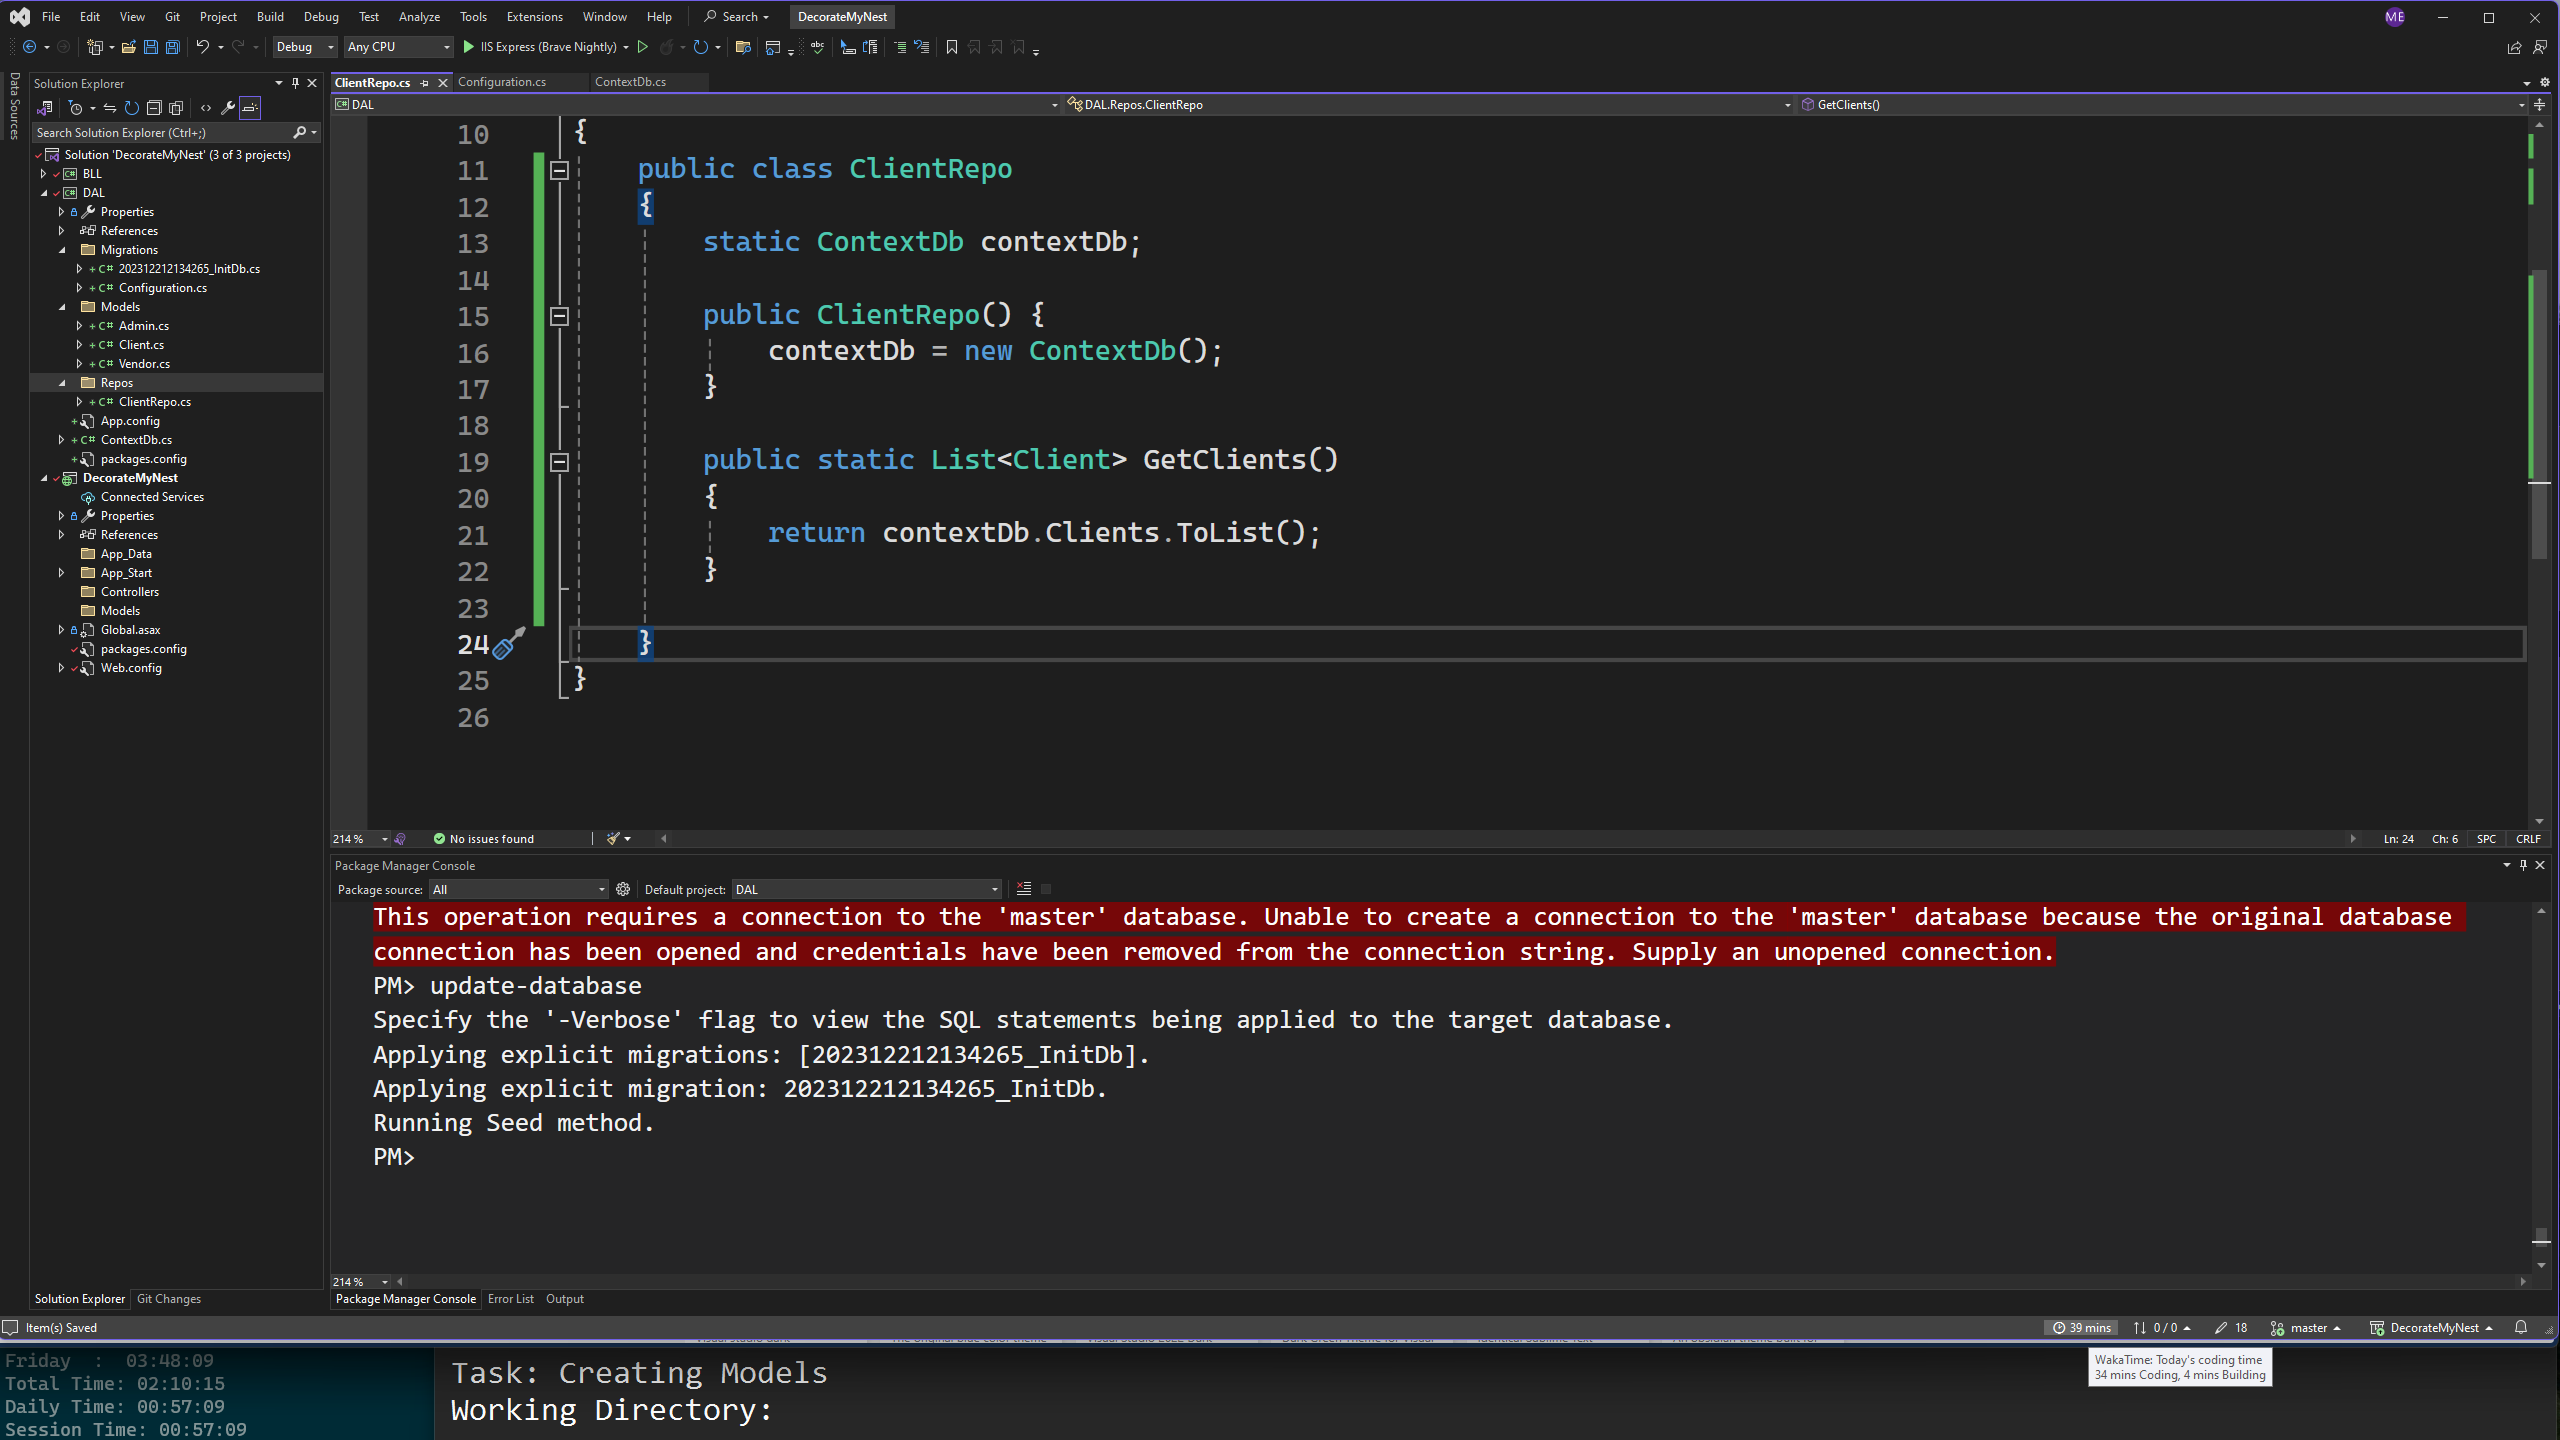 File Edit View Git Project Build Debug Test Analyze Tools Extensions Window Help Search DecorateMyNest ME
Debug Any CPU IIS Express (Brave Nightly)
Data Sources
Solution Explorer
Search Solution Explorer (Ctrl+;)
Solution 'DecorateMyNest' (3 of 3 projects)
BLL
DAL
Properties
References
Migrations
202312212134265_InitDb.cs
Configuration.cs
Models
Admin.cs
Client.cs
Vendor.cs
Repos
ClientRepo.cs
App.config
ContextDb.cs
packages.config
DecorateMyNest
Connected Services
Properties
References
App_Data
App_Start
Controllers
Models
Global.asax
packages.config
Web.config
Solution Explorer Git Changes
ClientRepo.cs Configuration.cs ContextDb.cs
DAL DAL.Repos.ClientRepo GetClients()
10 {
11 public class ClientRepo
12 {
13 static ContextDb contextDb;
14
15 public ClientRepo() {
16 contextDb = new ContextDb();
17 }
18
19 public static List<Client> GetClients()
20 {
21 return contextDb.Clients.ToList();
22 }
23
24 }
25 }
26
214 % No issues found Ln: 24 Ch: 6 SPC CRLF
Package Manager Console
Package source: All Default project: DAL
This operation requires a connection to the 'master' database. Unable to create a connection to the 'master' database because the original database
connection has been opened and credentials have been removed from the connection string. Supply an unopened connection.
PM> update-database
Specify the '-Verbose' flag to view the SQL statements being applied to the target database.
Applying explicit migrations: [202312212134265_InitDb].
Applying explicit migration: 202312212134265_InitDb.
Running Seed method.
PM>
214 %
Package Manager Console Error List Output
Item(s) Saved 39 mins 0 / 0 18 master DecorateMyNest
WakaTime: Today's coding time
34 mins Coding, 4 mins Building
Friday : 03:48:09
Total Time: 02:10:15
Daily Time: 00:57:09
Session Time: 00:57:09
Task: Creating Models
Working Directory: